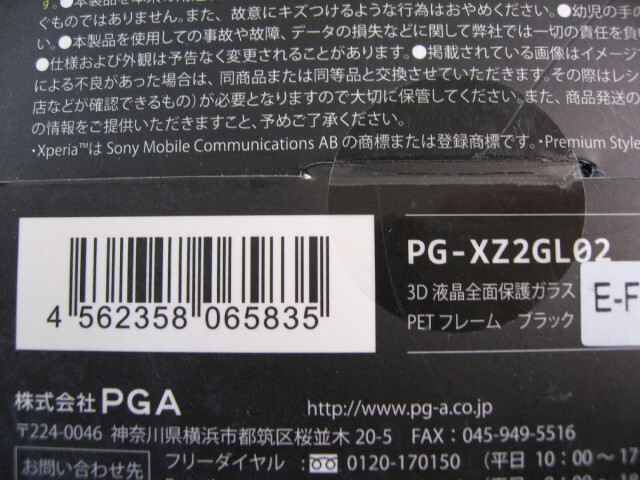 ぐものではありません。また、故意にキズつけるような行為はおやめください。●幼児の手の
●本製品を使用しての事故や故障、データの損失などに関して弊社では一切の責任を負い
●仕様および外観は予告なく変更されることがあります。●掲載されている画像はイメージ
による不良があった場合は、同商品または同等品と交換させていただきます。その際はレシ
店などが確認できるもの)が必要となりますので大切に保管してください。また、商品発送の
の情報をご提供いただきますこと、予めご了承ください。
・Xperia™は Sony Mobile Communications AB の商標または登録商標です。・Premium Style
PG-XZ2GL02
3D 液晶全面保護ガラス
E-F
PET フレーム ブラック
4 562358 065835
株式会社 PGA http://www.pg-a.co.jp
〒224-0046 神奈川県横浜市都筑区桜並木 20-5 FAX：045-949-5516
お問い合わせ先 フリーダイヤル ： 0120-170150 (平日 10：00～17